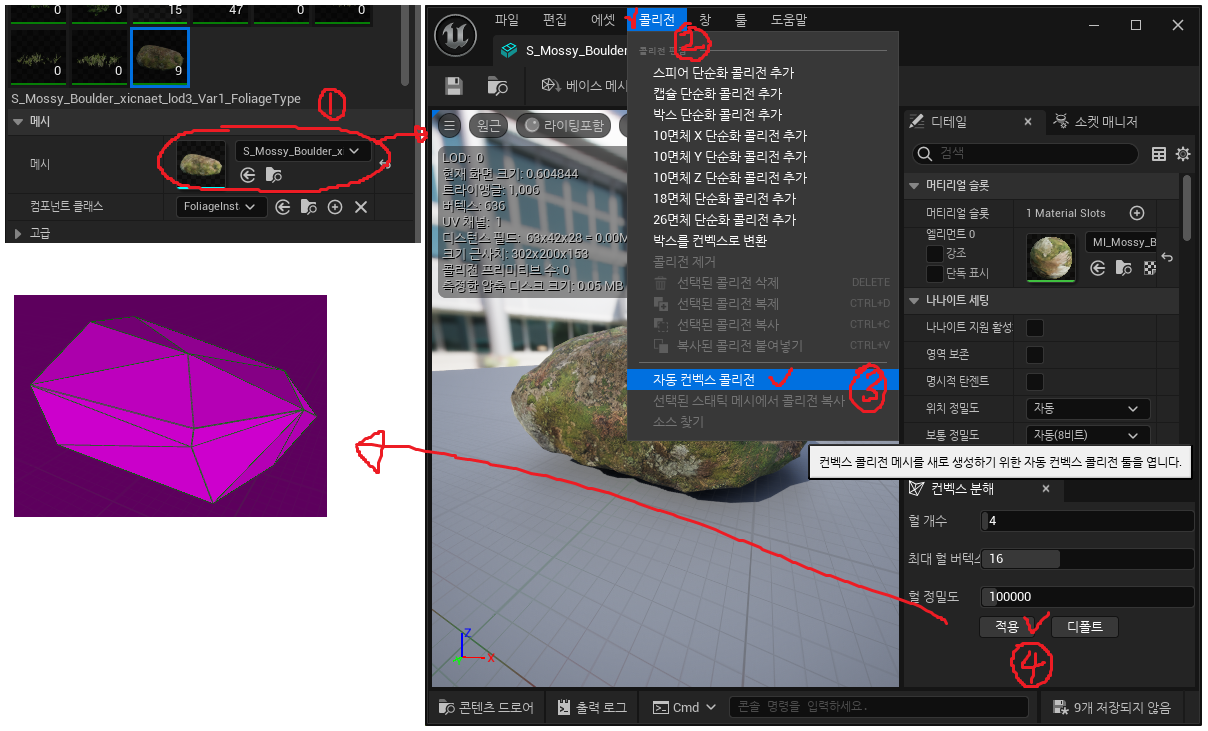 15
47
0
0
0
0
9
S_Mossy_Boulder_xicnaet_lod3_Var1_FoliageType
①
메시
메시
S_Mossy_Boulder_xi
컴포넌트 클래스
FoliageInst
고급
파일 편집 에셋 콜리전 창 툴 도움말
②
S_Mossy_Boulder
베이스 메시
원근 라이팅포함
LOD: 0
현재 화면 크기: 0.604844
트라이앵글: 1,006
버텍스: 636
UV 채널: 1
디스턴스 필드: 63x42x28 = 0.00M
크기 근사치: 302x200x153
콜리전 프리미티브 수: 0
측정한 압축 디스크 크기: 0.05 MB
콜리전 편집
스피어 단순화 콜리전 추가
캡슐 단순화 콜리전 추가
박스 단순화 콜리전 추가
10면체 X 단순화 콜리전 추가
10면체 Y 단순화 콜리전 추가
10면체 Z 단순화 콜리전 추가
18면체 단순화 콜리전 추가
26면체 단순화 콜리전 추가
박스를 컨벡스로 변환
콜리전 제거
선택된 콜리전 삭제 DELETE
선택된 콜리전 복제 CTRL+D
선택된 콜리전 복사 CTRL+C
복사된 콜리전 붙여넣기 CTRL+V
자동 컨벡스 콜리전
③
선택된 스태틱 메시에서 콜리전 복사
소스 찾기
컨벡스 콜리전 메시를 새로 생성하기 위한 자동 컨벡스 콜리전 툴을 엽니다.
Z
X
디테일 × 소켓 매니저
검색
머티리얼 슬롯
머티리얼 슬롯 1 Material Slots
엘리먼트 0
강조
단독 표시
MI_Mossy_B
나나이트 세팅
나나이트 지원 활성
영역 보존
명시적 탄젠트
위치 정밀도 자동
보통 정밀도 자동(8비트)
컨벡스 분해 ×
헐 개수 4
최대 헐 버텍스 16
헐 정밀도 100000
적용 디폴트
④
콘텐츠 드로어 출력 로그 Cmd 콘솔 명령을 입력하세요. 9개 저장되지 않음